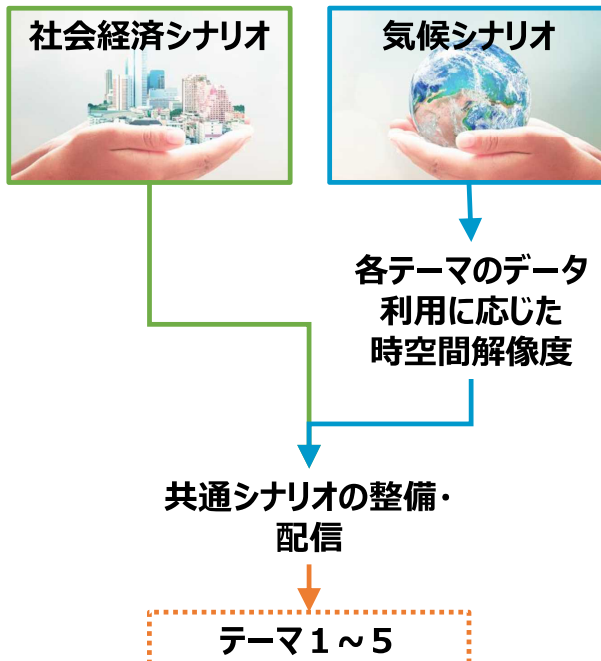 社会経済シナリオ
気候シナリオ
各テーマのデータ
利用に応じた
時空間解像度
共通シナリオの整備・
配信
テーマ１～５